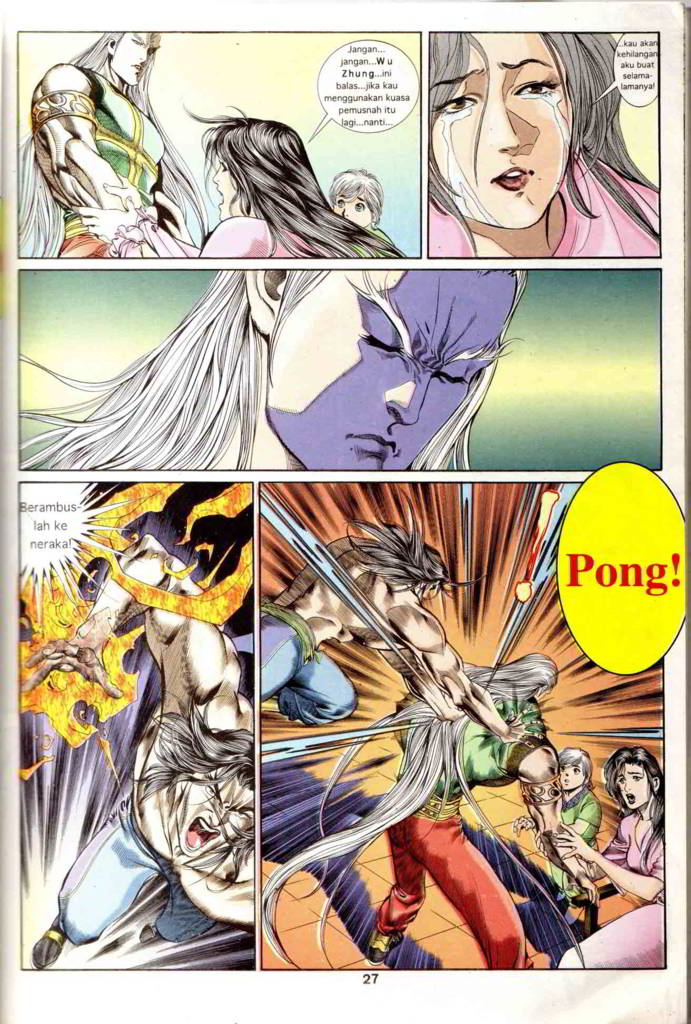 Jangan...
jangan...Wu
Zhung...ini
balas...jika kau
menggunakan kuasa
pemusnah itu
lagi...nanti...
...kau akan
kehilangan
aku buat
selama-
lamanya!
Berambus-
lah ke
neraka!
Pong!
27